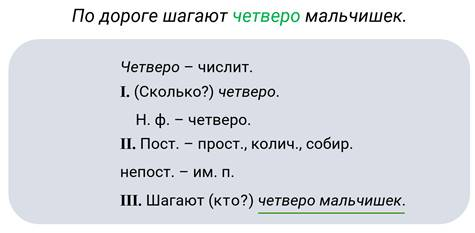 По дороге шагают четверо мальчишек.
Четверо – числит.
I. (Сколько?) четверо.
Н. ф. – четверо.
II. Пост. – прост., колич., собир.
непост. – им. п.
III. Шагают (кто?) четверо мальчишек.